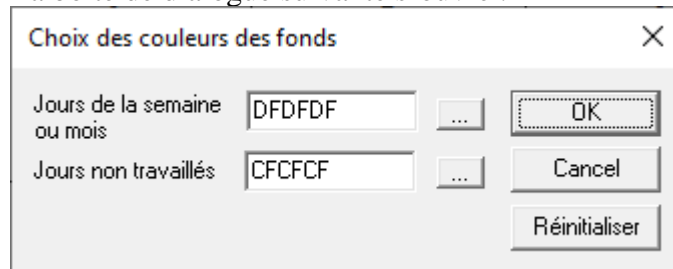 Choix des couleurs des fonds
Jours de la semaine
ou mois
DFDFDF
...
OK
Jours non travaillés
CFCFCF
...
Cancel
Réinitialiser